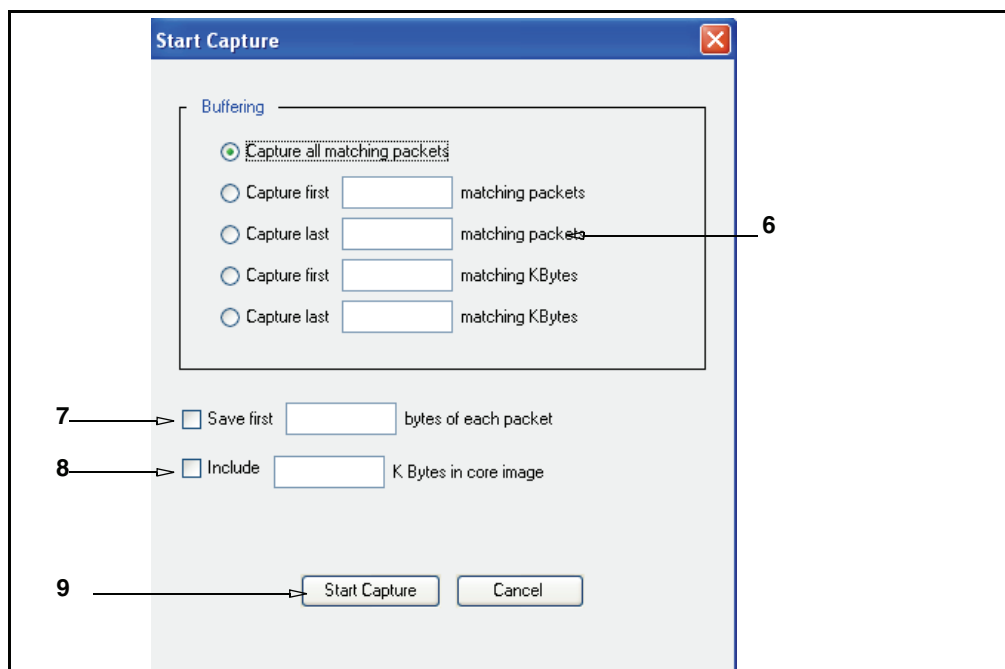 Start Capture
Buffering
Capture all matching packets
Capture first matching packets
Capture last matching packets 6
Capture first matching KBytes
Capture last matching KBytes
7 Save first bytes of each packet
8 Include K Bytes in core image
9 Start Capture Cancel